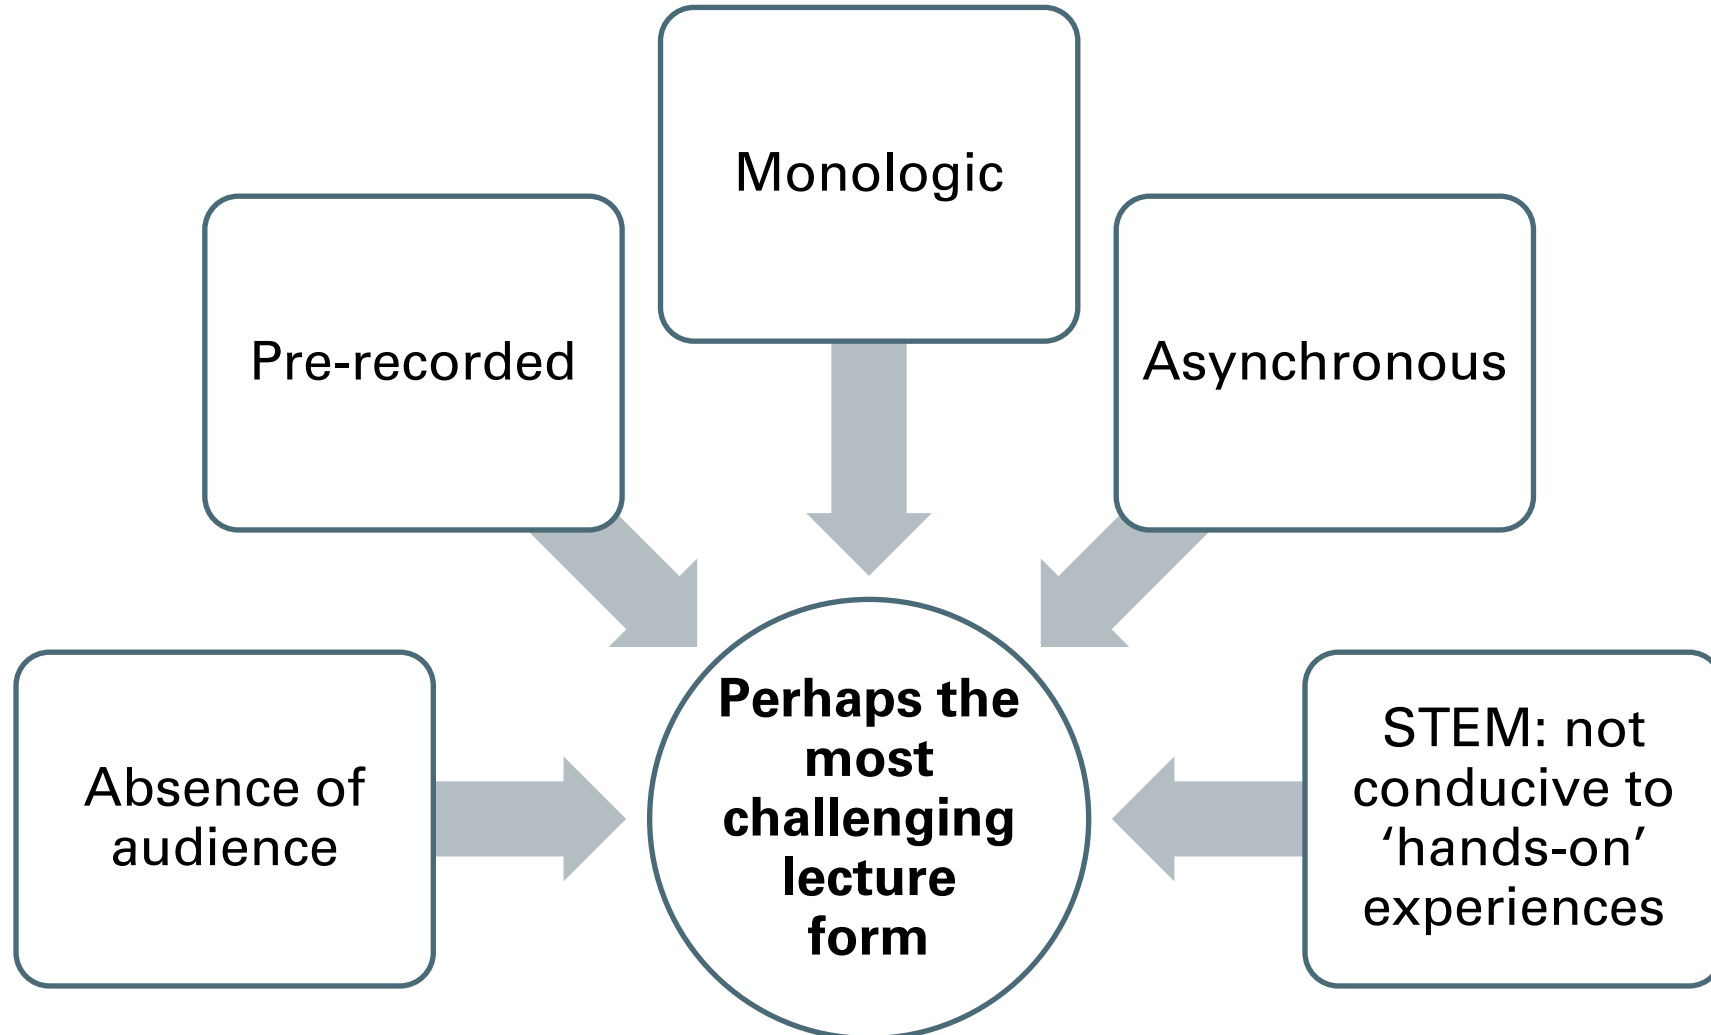 Monologic
Pre-recorded
Asynchronous
Absence of
audience
Perhaps the
most
challenging
lecture
form
STEM: not
conducive to
‘hands-on’
experiences